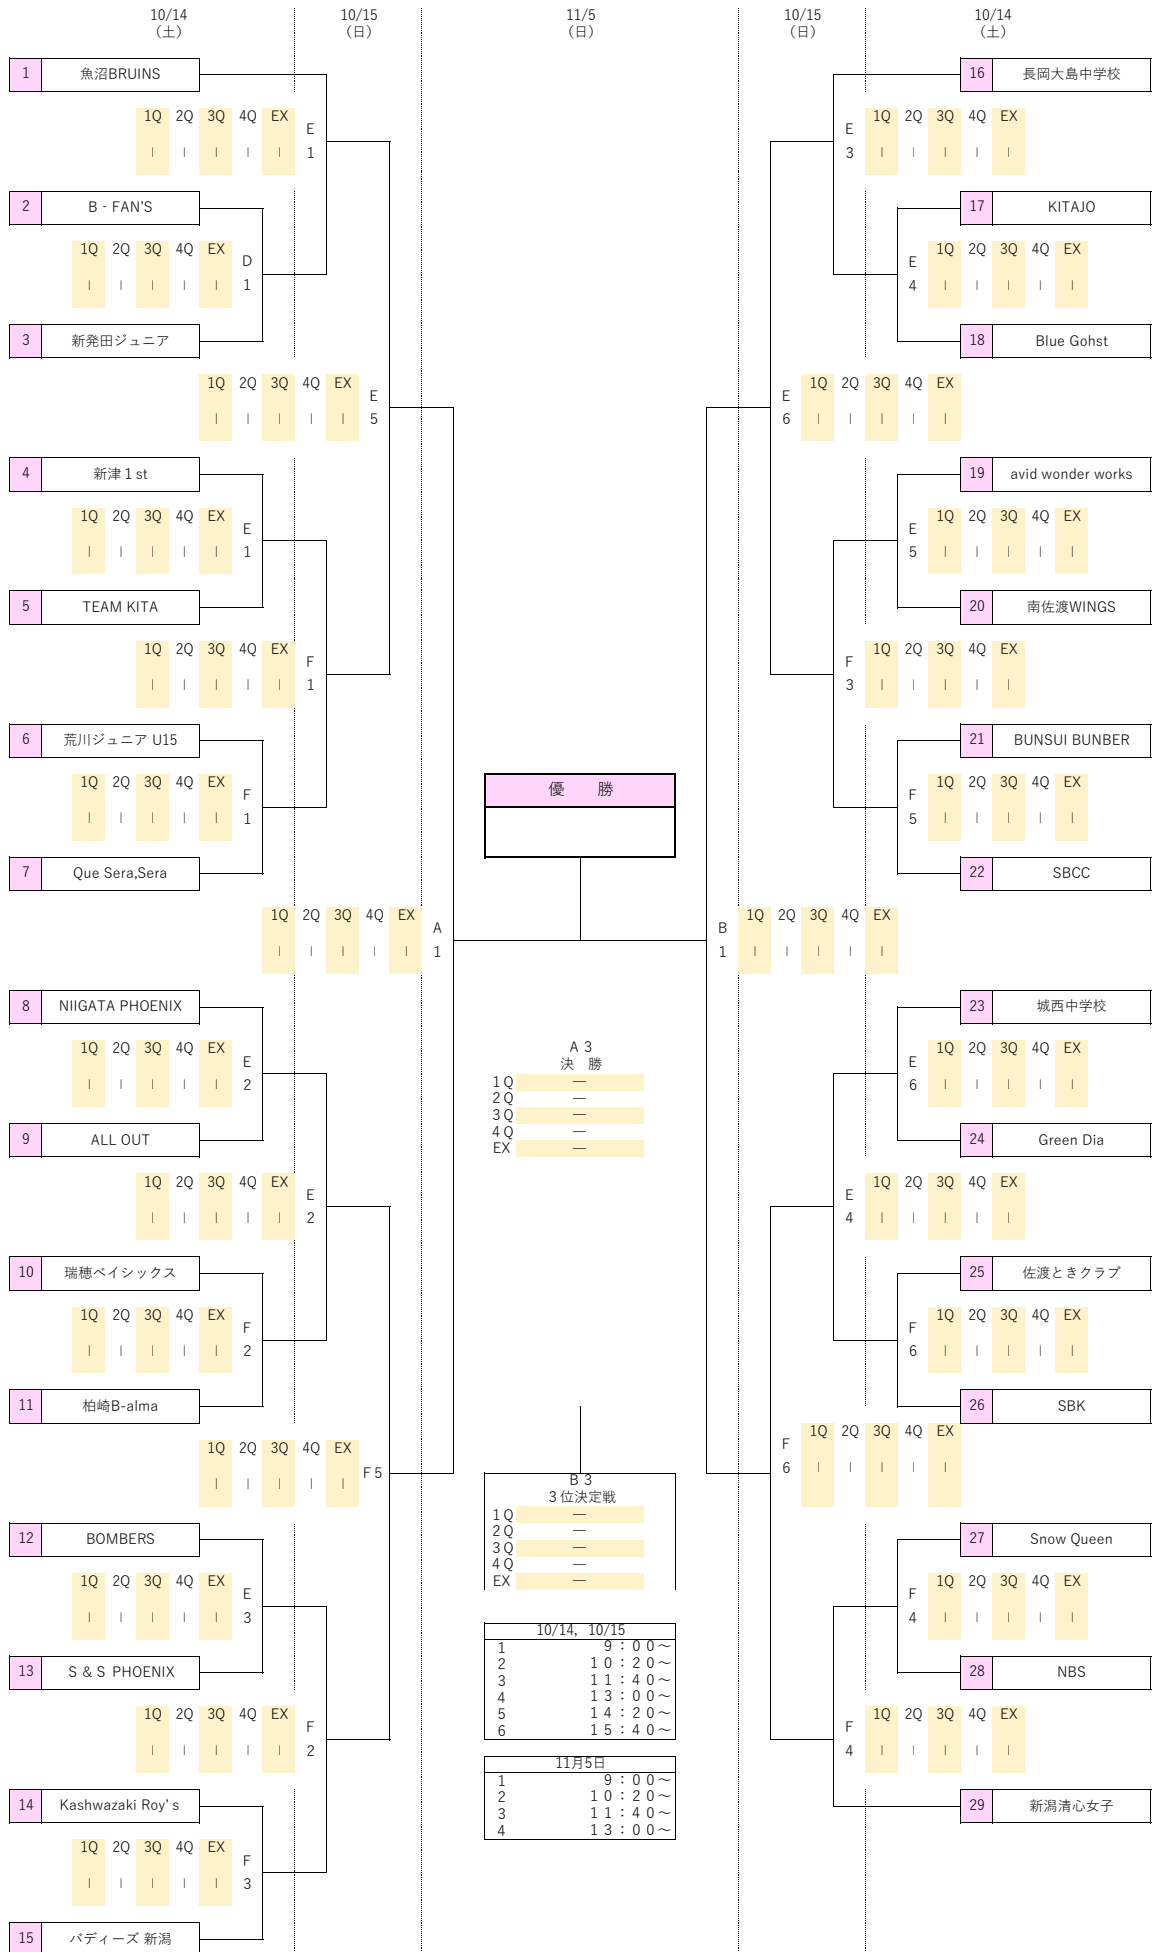 10/14 10/15 11/5 10/15 10/14
（土） （日） （日） （日） （土）
1 魚沼BRUINS 16 長岡大島中学校
1Q 2Q 3Q 4Q EX E E 1Q 2Q 3Q 4Q EX
| | | | | 1 3 | | | | |
2 B - FAN'S 17 KITAJO
1Q 2Q 3Q 4Q EX D E 1Q 2Q 3Q 4Q EX
| | | | | 1 4 | | | | |
3 新発田ジュニア 18 Blue Gohst
1Q 2Q 3Q 4Q EX E E 1Q 2Q 3Q 4Q EX
| | | | | 5 6 | | | | |
4 新津１st 19 avid wonder works
1Q 2Q 3Q 4Q EX E E 1Q 2Q 3Q 4Q EX
| | | | | 1 5 | | | | |
5 TEAM KITA 20 南佐渡WINGS
1Q 2Q 3Q 4Q EX F F 1Q 2Q 3Q 4Q EX
| | | | | 1 3 | | | | |
6 荒川ジュニア U15 21 BUNSUI BUNBER
1Q 2Q 3Q 4Q EX F F 1Q 2Q 3Q 4Q EX
優　勝
| | | | | 1 5 | | | | |
7 Que Sera,Sera 22 SBCC
1Q 2Q 3Q 4Q EX A B 1Q 2Q 3Q 4Q EX
| | | | | 1 1 | | | | |
8 NIIGATA PHOENIX 23 城西中学校
1Q 2Q 3Q 4Q EX E E 1Q 2Q 3Q 4Q EX
| | | | | 2 6 | | | | |
A 3
決　勝
1Q —
2Q —
3Q —
4Q —
EX —
9 ALL OUT 24 Green Dia
1Q 2Q 3Q 4Q EX E E 1Q 2Q 3Q 4Q EX
| | | | | 2 4 | | | | |
10 瑞穂ベイシックス 25 佐渡ときクラブ
1Q 2Q 3Q 4Q EX F F 1Q 2Q 3Q 4Q EX
| | | | | 2 6 | | | | |
11 柏崎B-alma 26 SBK
1Q 2Q 3Q 4Q EX F5 F 1Q 2Q 3Q 4Q EX
| | | | | 6 | | | | |
B 3
３位決定戦
1Q —
2Q —
3Q —
4Q —
EX —
12 BOMBERS 27 Snow Queen
1Q 2Q 3Q 4Q EX E F 1Q 2Q 3Q 4Q EX
| | | | | 3 4 | | | | |
13 S & S PHOENIX 28 NBS
10/14，10/15
1 ９：００～
2 １０：２０～
3 １１：４０～
4 １３：００～
5 １４：２０～
6 １５：４０～
1Q 2Q 3Q 4Q EX F F 1Q 2Q 3Q 4Q EX
| | | | | 2 4 | | | | |
11月5日
1 ９：００～
2 １０：２０～
3 １１：４０～
4 １３：００～
14 Kashwazaki Roy’s 29 新潟清心女子
1Q 2Q 3Q 4Q EX F
| | | | | 3
15 バディーズ 新潟